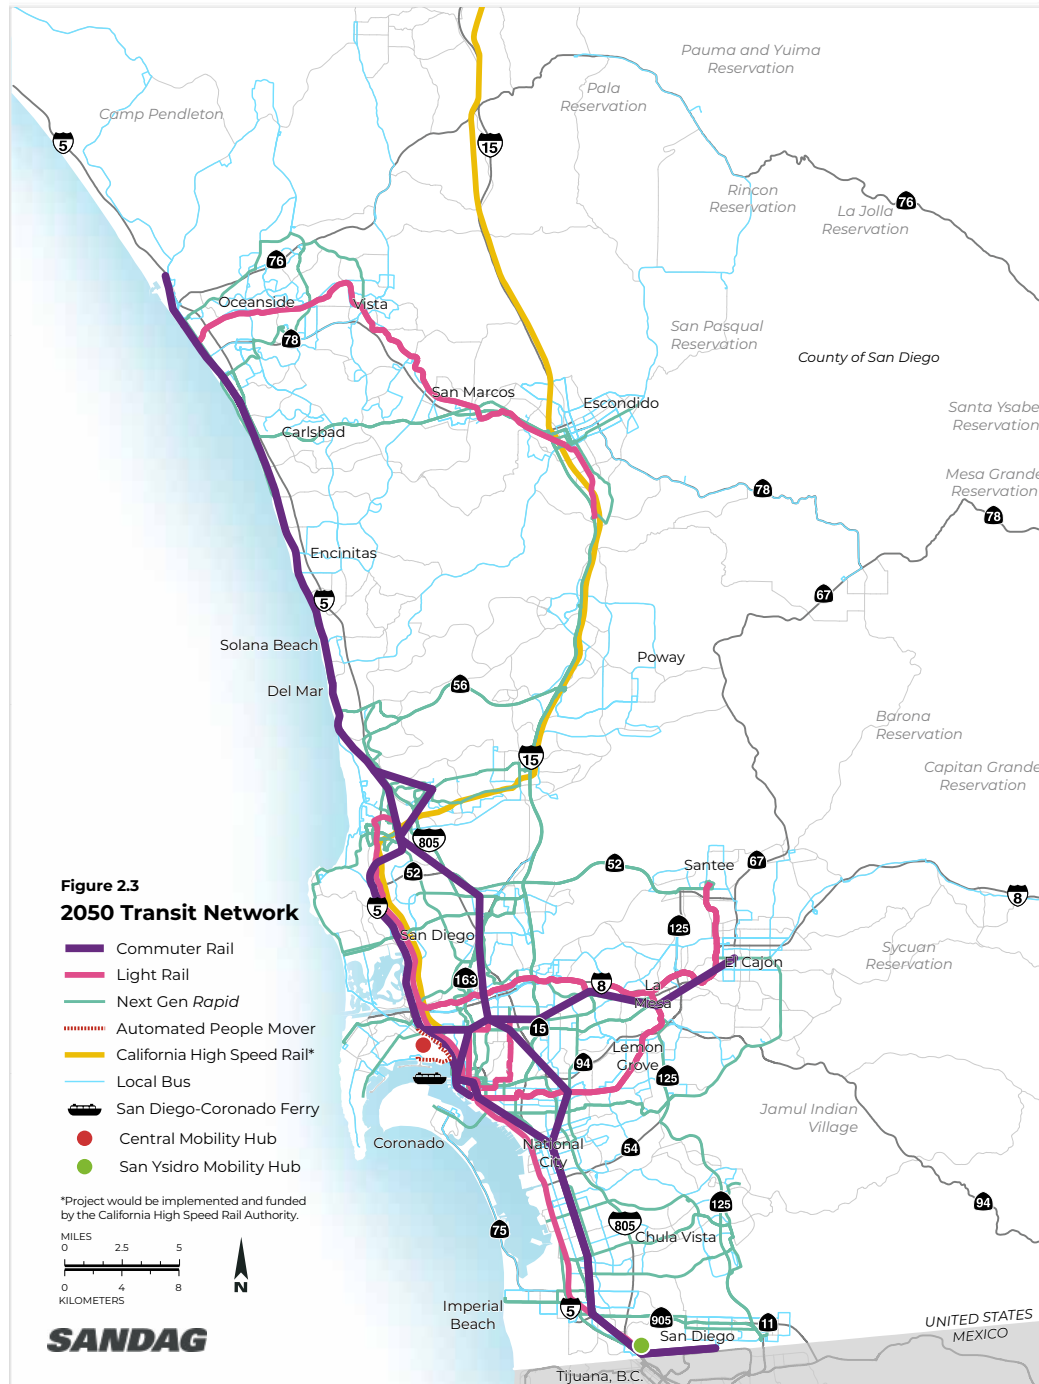 Pauma and Yuima
Reservation
Pala
Reservation
Camp Pendleton
5
15
Rincon
Reservation
La Jolla
Reservation
76
76
Oceanside
Vista
San Pasqual
Reservation
78
County of San Diego
San Marcos
Escondido
Santa Ysabe
Reservation
Carlsbad
Mesa Grande
Reservation
78
78
Encinitas
5
67
Solana Beach
Poway
Del Mar
56
Barona
Reservation
15
Capitan Grande
Reservation
805
52
52
Santee
67
5
125
8
San Diego
Sycuan
Reservation
El Cajon
163
8
La
Mesa
15
94
Lemon
Grove
125
Jamul Indian
Village
Coronado
National
City
54
125
94
75
805
Chula Vista
Imperial
Beach
5
905
11
San Diego
UNITED STATES
MEXICO
Tijuana, B.C.
Figure 2.3
2050 Transit Network
Commuter Rail
Light Rail
Next Gen Rapid
Automated People Mover
California High Speed Rail*
Local Bus
San Diego-Coronado Ferry
Central Mobility Hub
San Ysidro Mobility Hub
*Project would be implemented and funded
by the California High Speed Rail Authority.
MILES
0 2.5 5
0 4 8
KILOMETERS
N
SANDAG